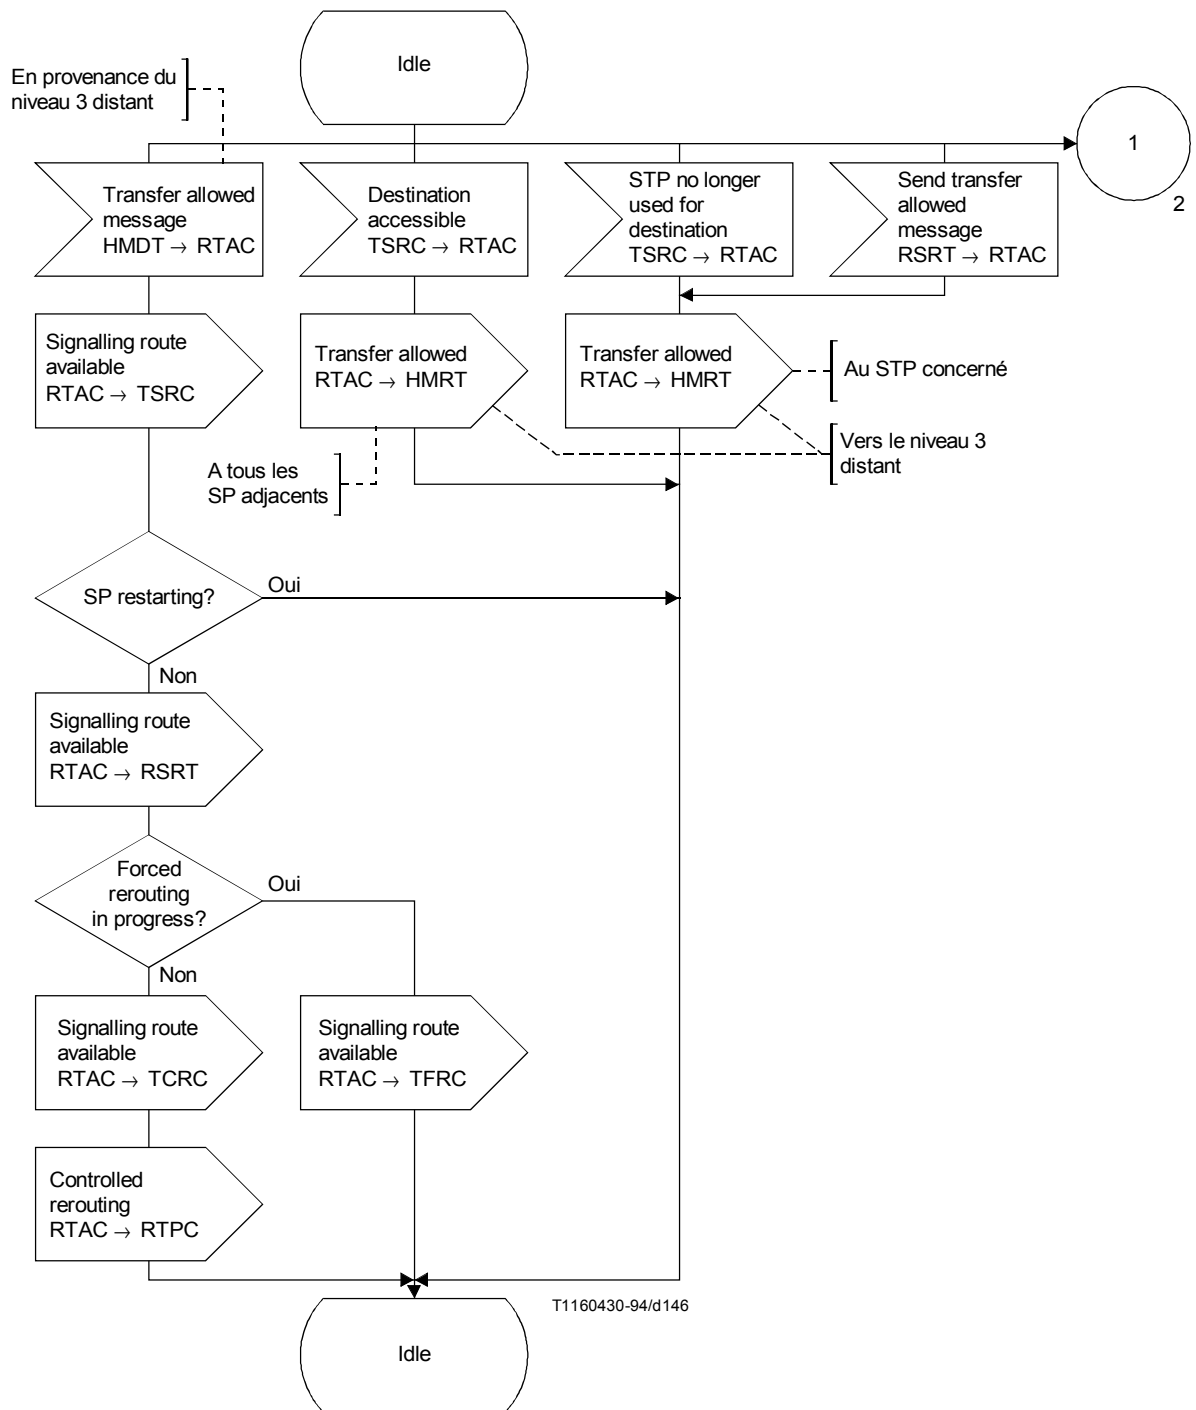 Idle
En provenance du
niveau 3 distant
1
2
Transfer allowed
message
HMDT → RTAC
Destination
accessible
TSRC → RTAC
STP no longer
used for
destination
TSRC → RTAC
Send transfer
allowed
message
RSRT → RTAC
Signalling route
available
RTAC → TSRC
Transfer allowed
RTAC → HMRT
Transfer allowed
RTAC → HMRT
Au STP concerné
Vers le niveau 3
distant
A tous les
SP adjacents
SP restarting?
Oui
Non
Signalling route
available
RTAC → RSRT
Forced
rerouting
in progress?
Oui
Non
Signalling route
available
RTAC → TCRC
Signalling route
available
RTAC → TFRC
Controlled
rerouting
RTAC → RTPC
T1160430-94/d146
Idle